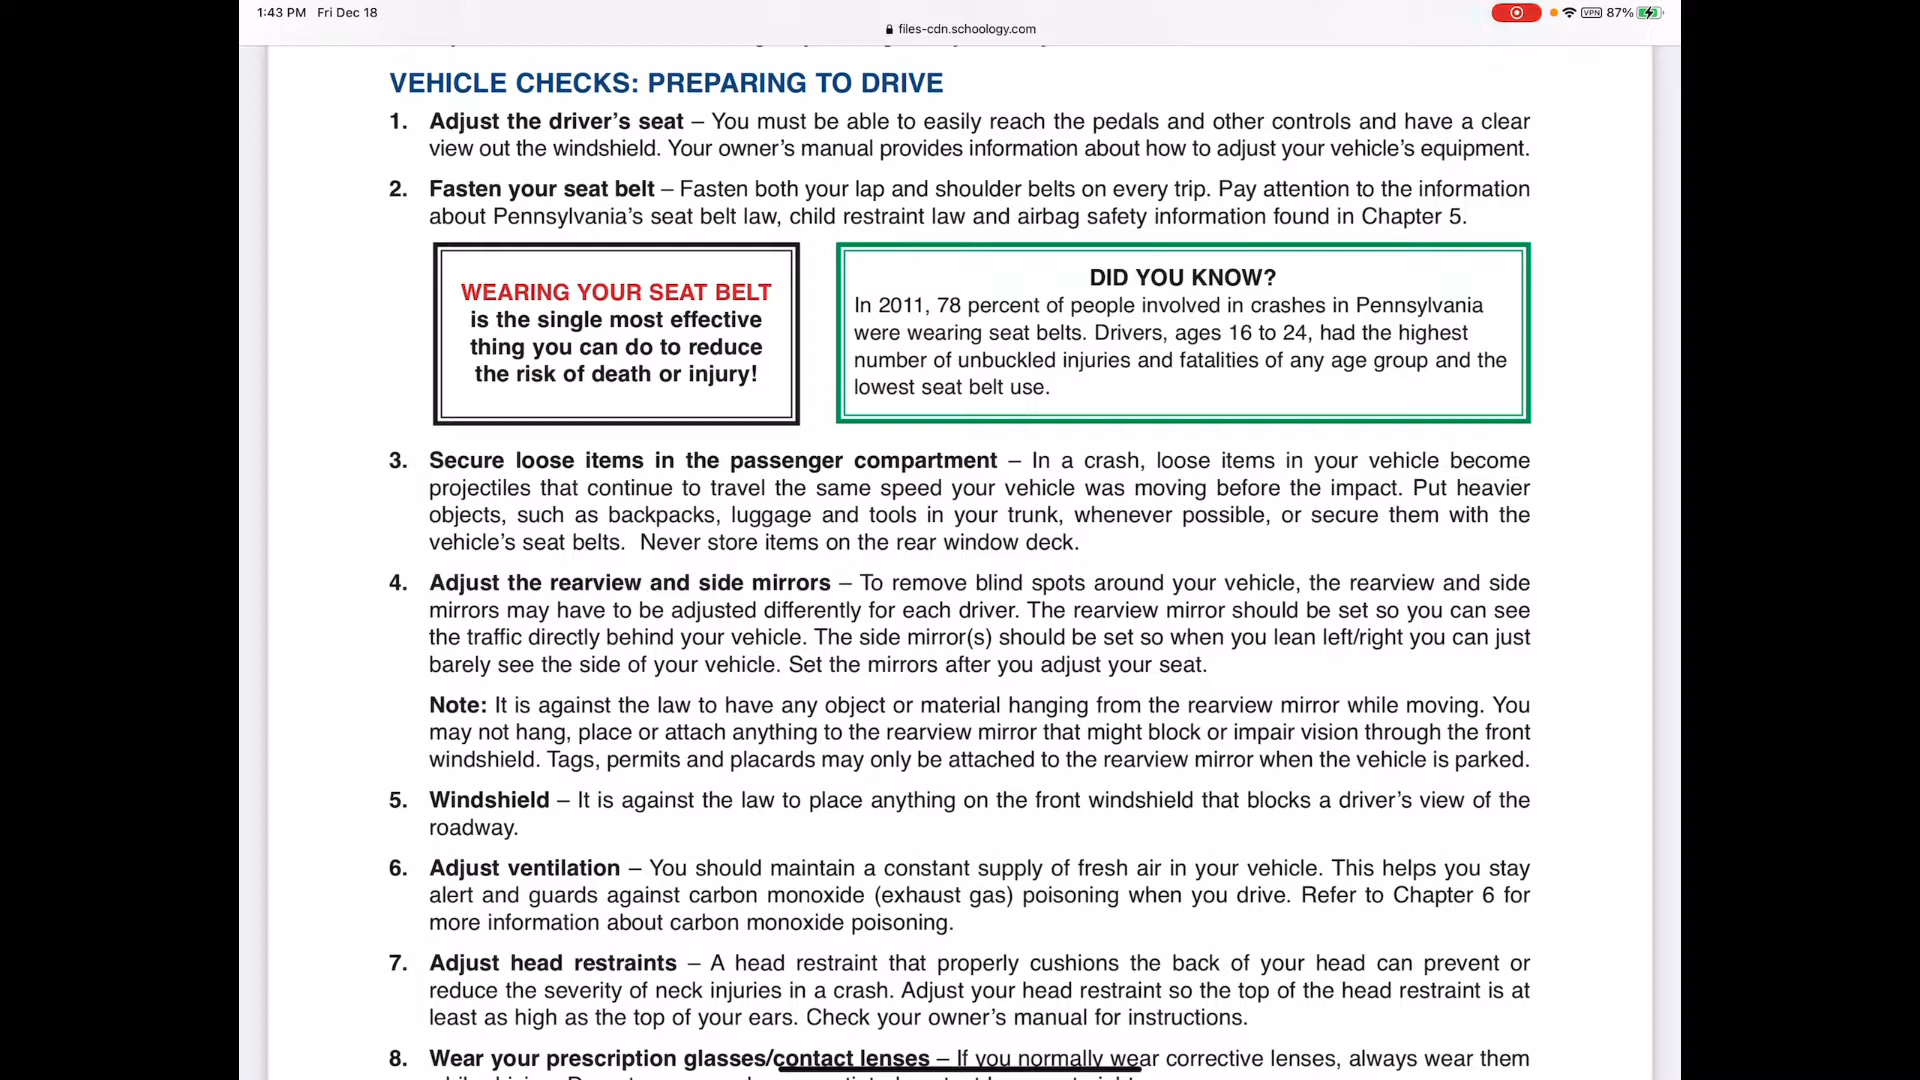 1:43 PM Fri Dec 18
VPN 87%
files-cdn.schoology.com
VEHICLE CHECKS: PREPARING TO DRIVE
1. Adjust the driver's seat – You must be able to easily reach the pedals and other controls and have a clear
view out the windshield. Your owner's manual provides information about how to adjust your vehicle's equipment.
2. Fasten your seat belt – Fasten both your lap and shoulder belts on every trip. Pay attention to the information
about Pennsylvania's seat belt law, child restraint law and airbag safety information found in Chapter 5.
WEARING YOUR SEAT BELT
is the single most effective
thing you can do to reduce
the risk of death or injury!
DID YOU KNOW?
In 2011, 78 percent of people involved in crashes in Pennsylvania
were wearing seat belts. Drivers, ages 16 to 24, had the highest
number of unbuckled injuries and fatalities of any age group and the
lowest seat belt use.
3. Secure loose items in the passenger compartment – In a crash, loose items in your vehicle become
projectiles that continue to travel the same speed your vehicle was moving before the impact. Put heavier
objects, such as backpacks, luggage and tools in your trunk, whenever possible, or secure them with the
vehicle's seat belts. Never store items on the rear window deck.
4. Adjust the rearview and side mirrors – To remove blind spots around your vehicle, the rearview and side
mirrors may have to be adjusted differently for each driver. The rearview mirror should be set so you can see
the traffic directly behind your vehicle. The side mirror(s) should be set so when you lean left/right you can just
barely see the side of your vehicle. Set the mirrors after you adjust your seat.
Note: It is against the law to have any object or material hanging from the rearview mirror while moving. You
may not hang, place or attach anything to the rearview mirror that might block or impair vision through the front
windshield. Tags, permits and placards may only be attached to the rearview mirror when the vehicle is parked.
5. Windshield – It is against the law to place anything on the front windshield that blocks a driver's view of the
roadway.
6. Adjust ventilation – You should maintain a constant supply of fresh air in your vehicle. This helps you stay
alert and guards against carbon monoxide (exhaust gas) poisoning when you drive. Refer to Chapter 6 for
more information about carbon monoxide poisoning.
7. Adjust head restraints – A head restraint that properly cushions the back of your head can prevent or
reduce the severity of neck injuries in a crash. Adjust your head restraint so the top of the head restraint is at
least as high as the top of your ears. Check your owner's manual for instructions.
8. Wear your prescription glasses/contact lenses – If you normally wear corrective lenses, always wear them